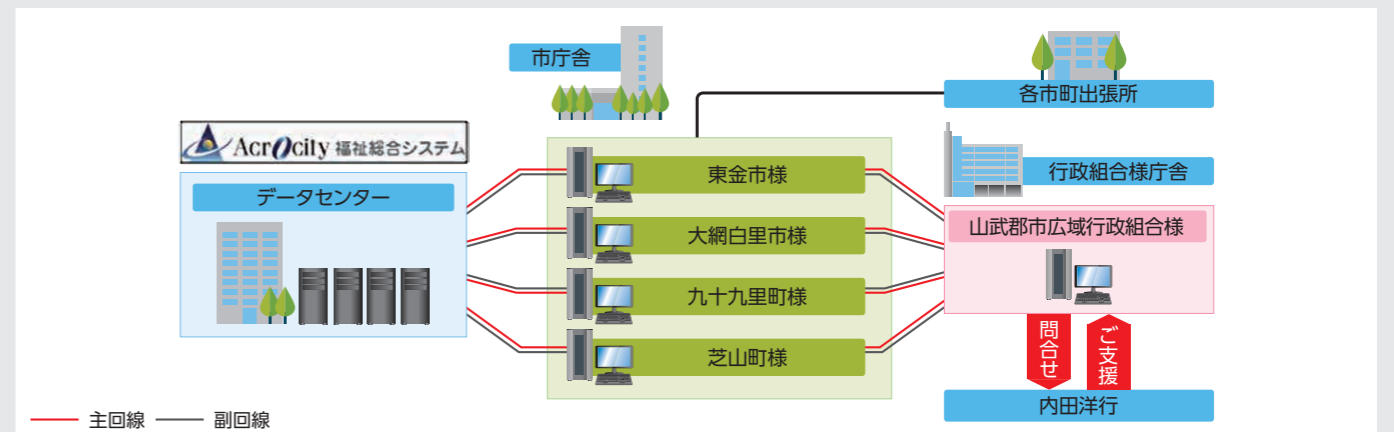 市庁舎
各市町出張所
Acrocity 福祉総合システム
データセンター
東金市様
行政組合様庁舎
大網白里市様
山武郡市広域行政組合様
九十九里町様
芝山町様
問合せ
ご支援
内田洋行
主回線
副回線